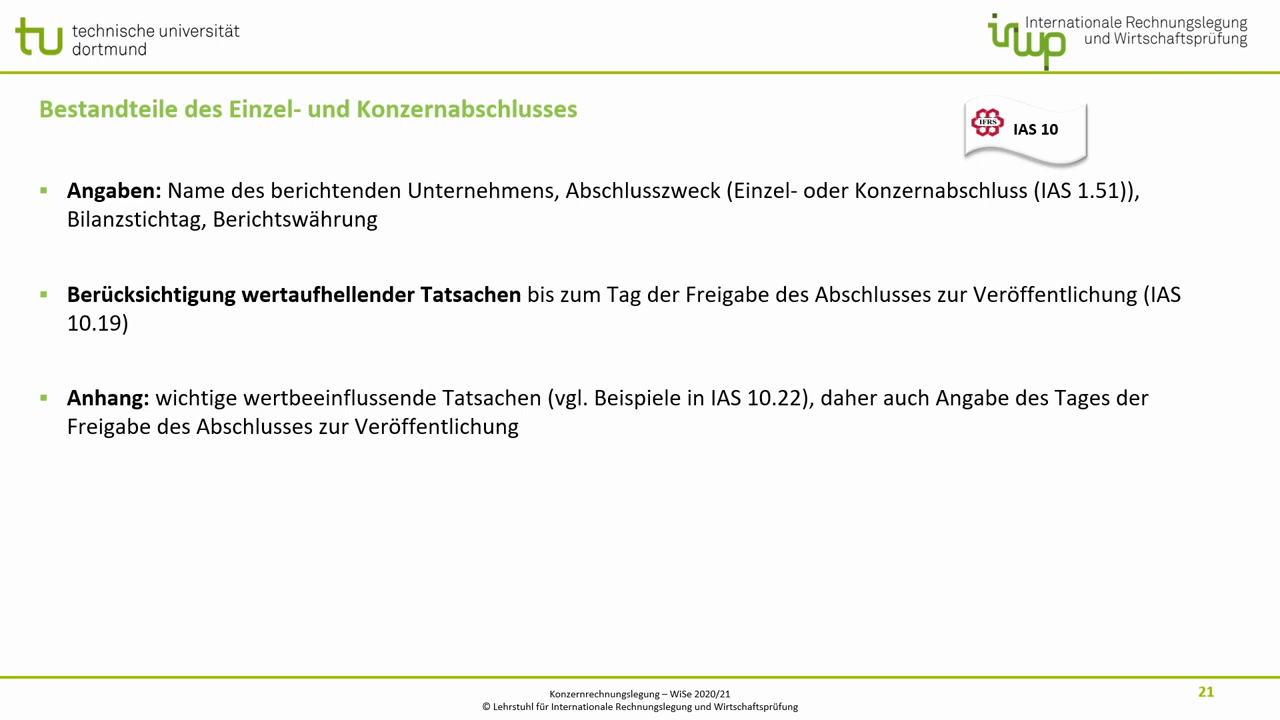 tu technische universität
dortmund
Internationale Rechnungslegung
und Wirtschaftsprüfung
irwp
Bestandteile des Einzel- und Konzernabschlusses
IFRS IAS 10
▪ Angaben: Name des berichtenden Unternehmens, Abschlusszweck (Einzel- oder Konzernabschluss (IAS 1.51)),
Bilanzstichtag, Berichtswährung
▪ Berücksichtigung wertaufhellender Tatsachen bis zum Tag der Freigabe des Abschlusses zur Veröffentlichung (IAS
10.19)
▪ Anhang: wichtige wertbeeinflussende Tatsachen (vgl. Beispiele in IAS 10.22), daher auch Angabe des Tages der
Freigabe des Abschlusses zur Veröffentlichung
Konzernrechnungslegung – WiSe 2020/21
© Lehrstuhl für Internationale Rechnungslegung und Wirtschaftsprüfung
21